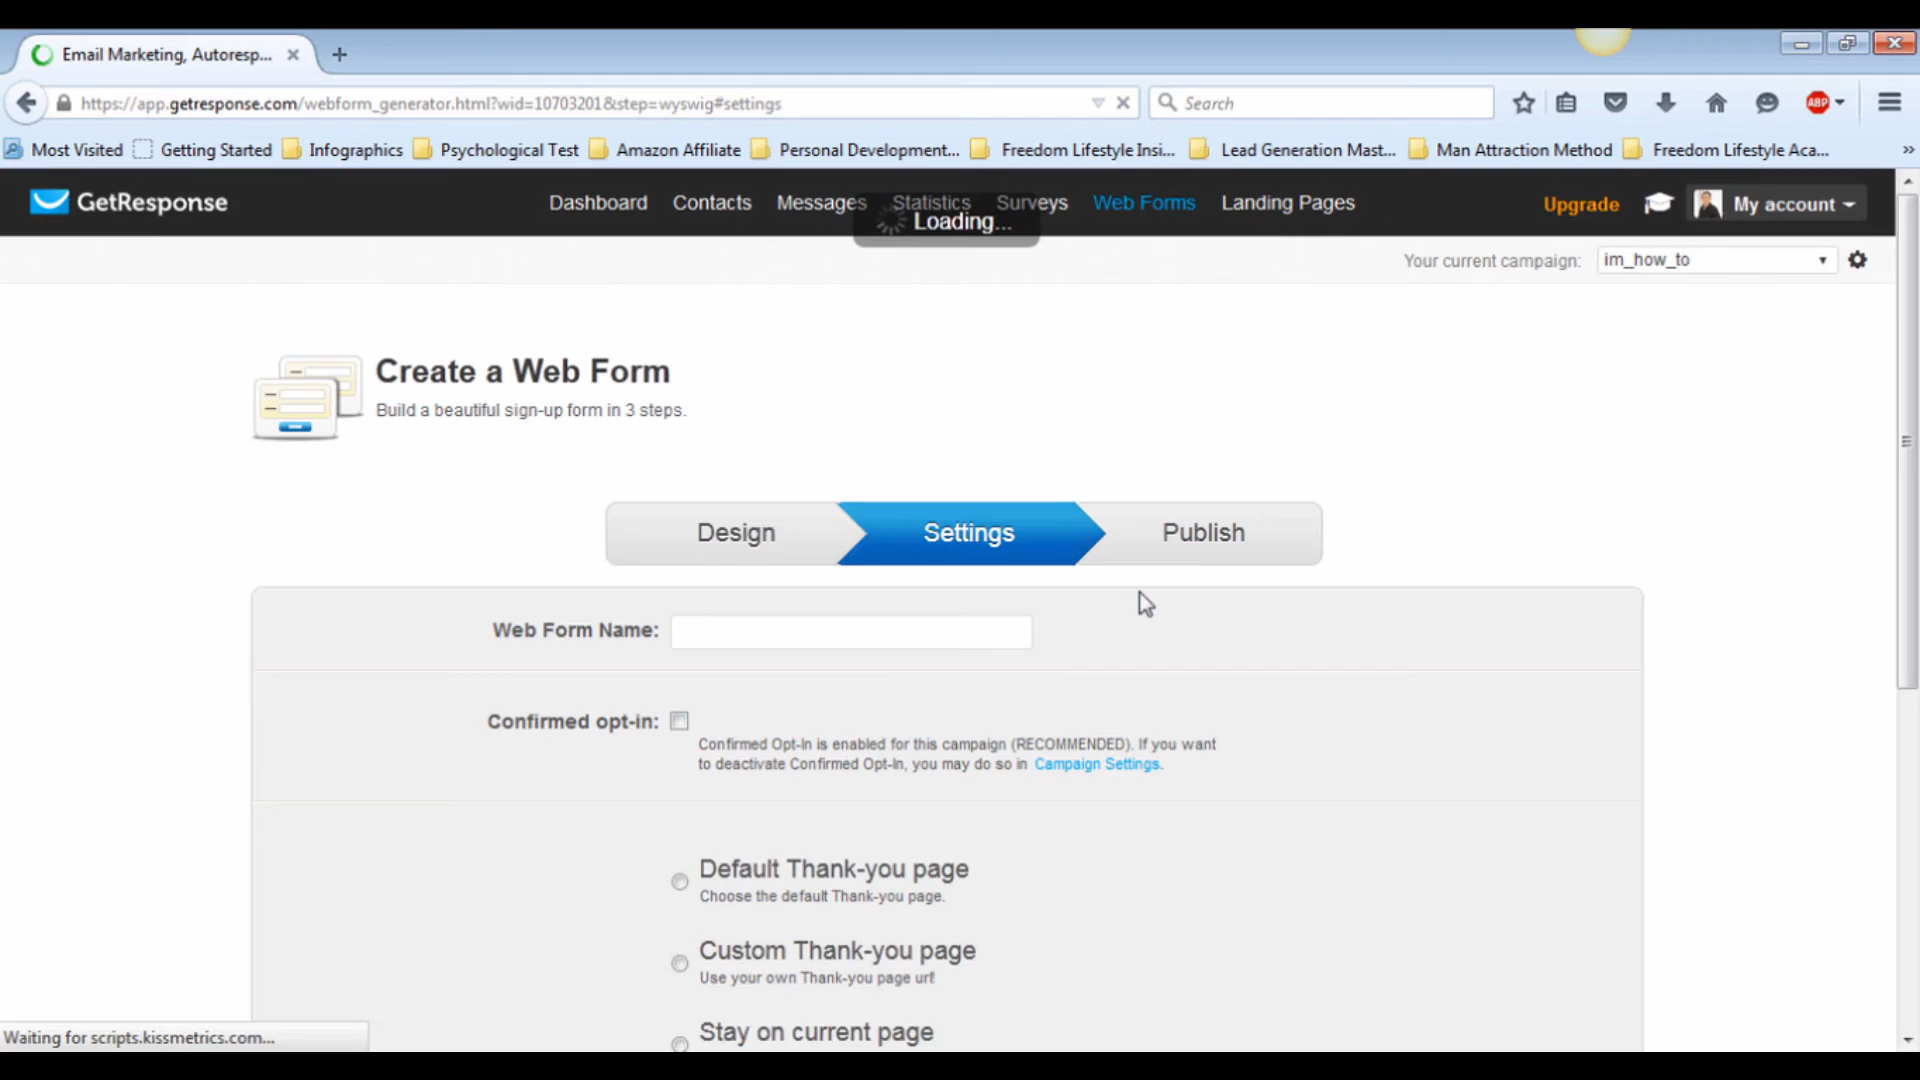 Email Marketing, Autoresp...
https://app.getresponse.com/webform_generator.html?wid=10703201&step=wyswig#settings
Search
ABP
Most Visited
Getting Started
Infographics
Psychological Test
Amazon Affiliate
Personal Development...
Freedom Lifestyle Insi...
Lead Generation Mast...
Man Attraction Method
Freedom Lifestyle Aca...
GetResponse
Dashboard
Contacts
Messages
Statistics
Surveys
Web Forms
Landing Pages
Upgrade
My account
Loading...
Your current campaign:
im_how_to
Create a Web Form
Build a beautiful sign-up form in 3 steps.
Design
Settings
Publish
Web Form Name:
Confirmed opt-in:
Confirmed Opt-In is enabled for this campaign (RECOMMENDED). If you want
to deactivate Confirmed Opt-In, you may do so in Campaign Settings.
Default Thank-you page
Choose the default Thank-you page.
Custom Thank-you page
Use your own Thank-you page url!
Stay on current page
Waiting for scripts.kissmetrics.com...